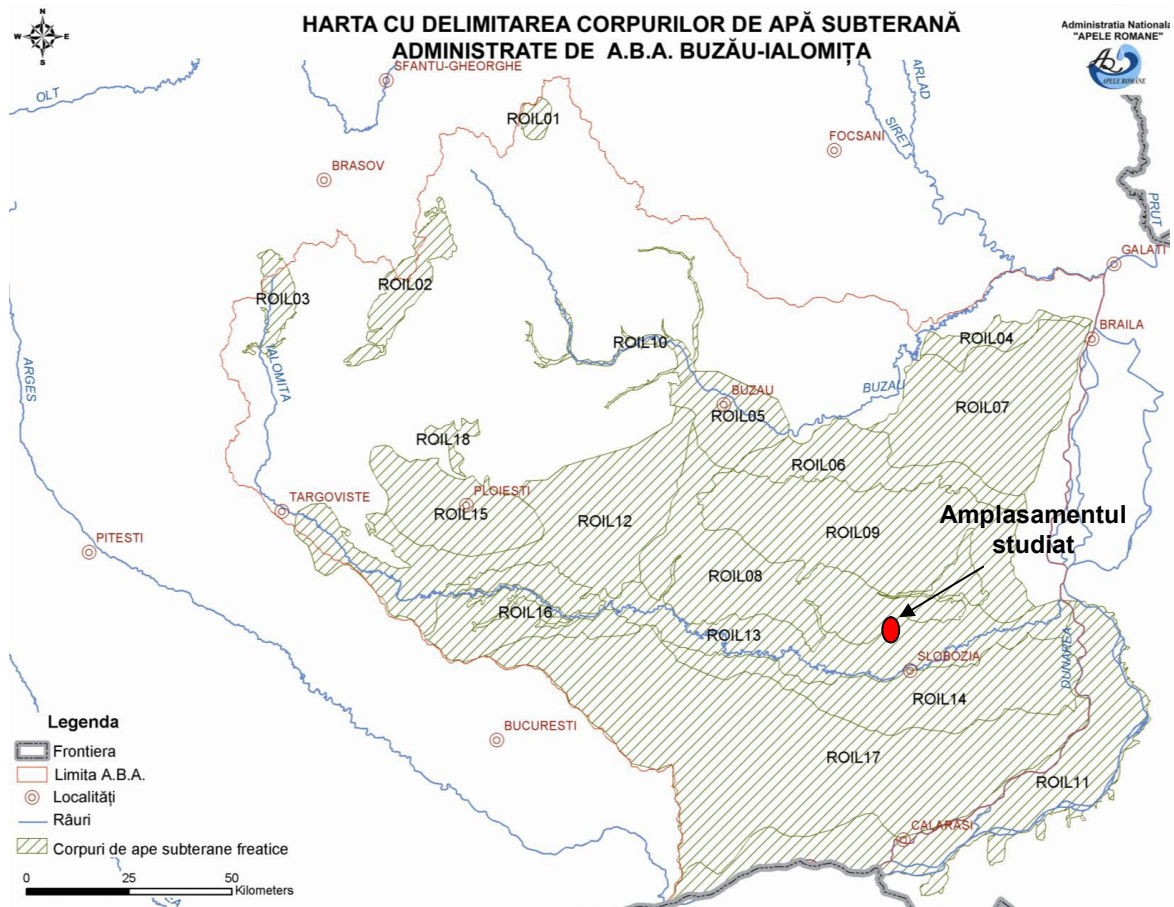 HARTA CU DELIMITAREA CORPURILOR DE APĂ SUBTERANĂ
ADMINISTRATE DE A.B.A. BUZĂU-IALOMIȚA
Administratia Nationala
"APELE ROMANE"
APELE ROMÂNE
N
W
E
S
SFANTU-GHEORGHE
OLT
ARLAD
SIRET
ROIL01
FOCSANI
BRASOV
PRUT
GALATI
ROIL02
ROIL03
IALOMITA
ROIL04
BRAILA
ROIL10
ARGES
BUZAU
BUZAU
ROIL05
ROIL07
ROIL18
ROIL06
PLOIESTI
ROIL15
TARGOVISTE
ROIL12
Amplasamentul
studiat
ROIL09
PITESTI
ROIL08
ROIL16
ROIL13
SLOBOZIA
DUNAREA
ROIL14
BUCURESTI
ROIL17
ROIL11
CALARASI
Legenda
Frontiera
Limita A.B.A.
Localităţi
Râuri
Corpuri de ape subterane freatice
0 25 50
Kilometers